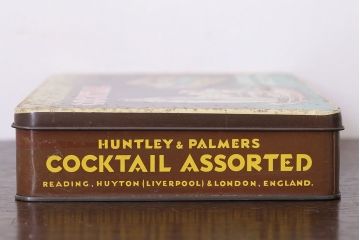 HUNTLEY & PALMERS
COCKTAIL ASSORTED
READING, HUYTON (LIVERPOOL) & LONDON, ENGLAND.